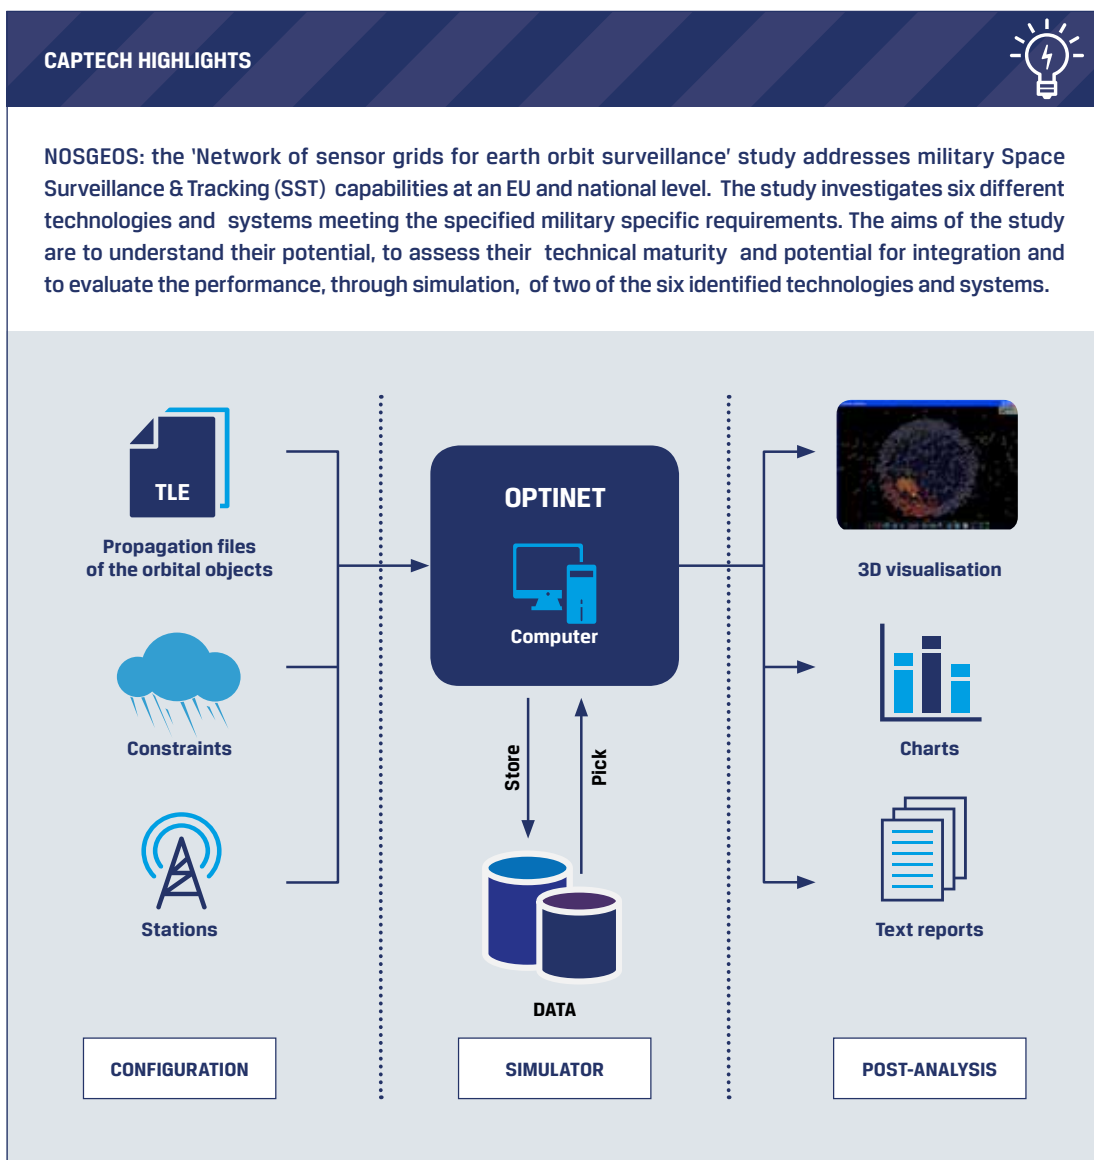 CAPTECH HIGHLIGHTS
NOSGEOS: the ‘Network of sensor grids for earth orbit surveillance’ study addresses military Space
Surveillance & Tracking (SST) capabilities at an EU and national level. The study investigates six different
technologies and systems meeting the specified military specific requirements. The aims of the study
are to understand their potential, to assess their technical maturity and potential for integration and
to evaluate the performance, through simulation, of two of the six identified technologies and systems.
TLE
Propagation files
of the orbital objects
Constraints
Stations
CONFIGURATION
OPTINET
Computer
Store
Pick
DATA
SIMULATOR
3D visualisation
Charts
Text reports
POST-ANALYSIS